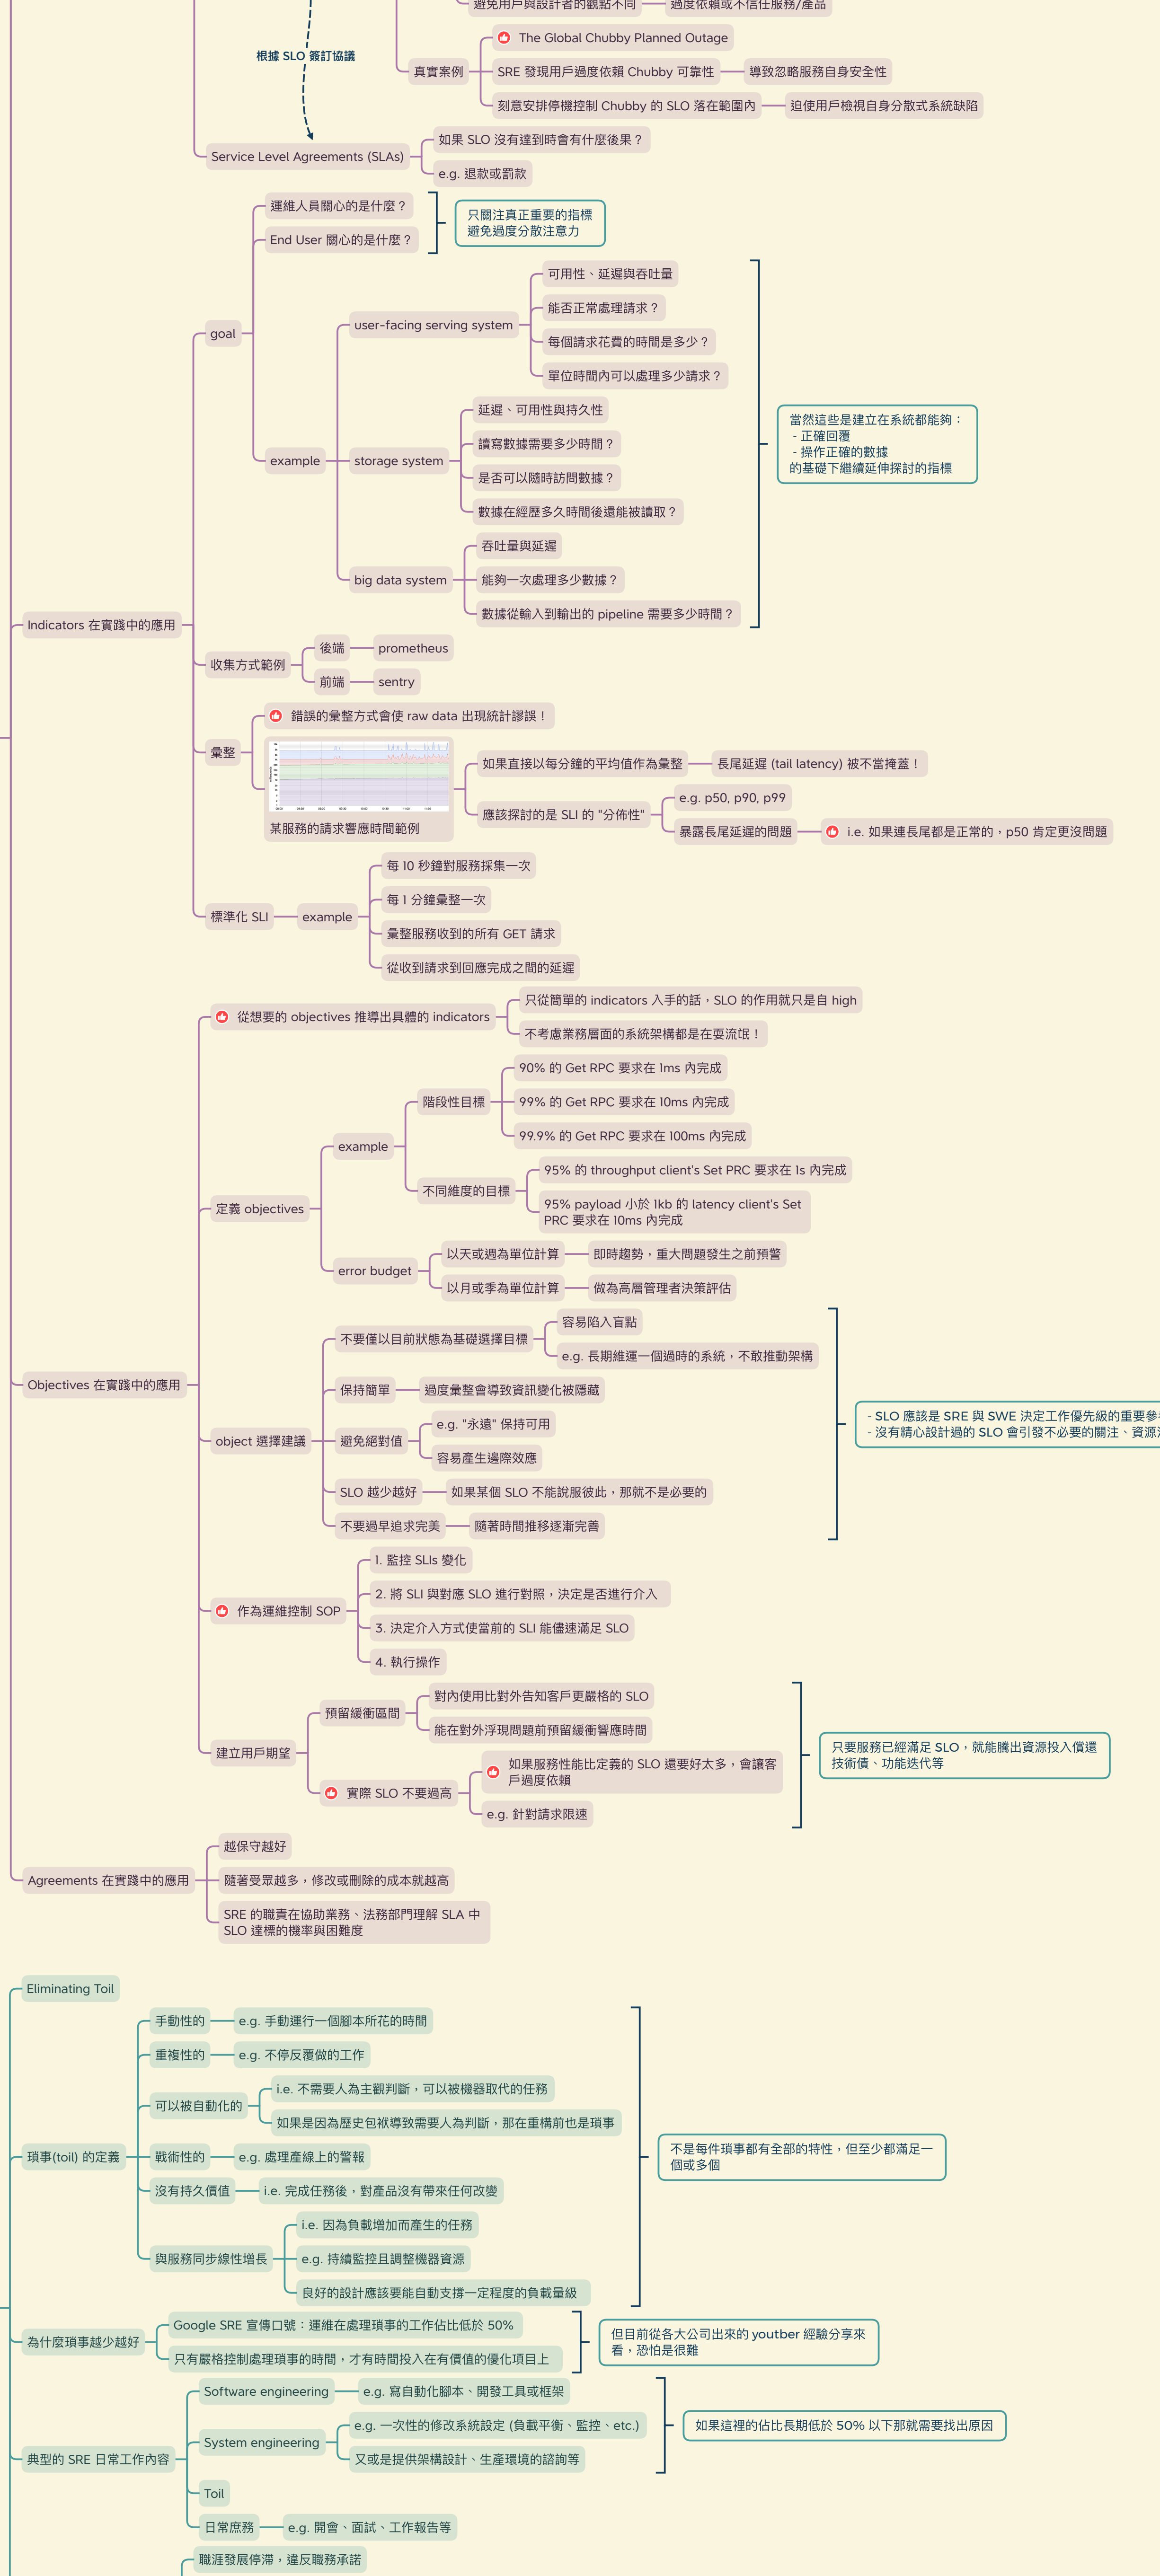 避免用戶與設計者的觀點不同
過度依賴或不信任服務/產品
根據 SLO 簽訂協議
真實案例
The Global Chubby Planned Outage
SRE 發現用戶過度依賴 Chubby 可靠性
導致忽略服務自身安全性
刻意安排停機控制 Chubby 的 SLO 落在範圍內
迫使用戶檢視自身分散式系統缺陷
Service Level Agreements (SLAs)
如果 SLO 沒有達到時會有什麼後果？
e.g. 退款或罰款
Indicators 在實踐中的應用
goal
運維人員關心的是什麼？
End User 關心的是什麼？
只關注真正重要的指標
避免過度分散注意力
example
user-facing serving system
可用性、延遲與吞吐量
能否正常處理請求？
每個請求花費的時間是多少？
單位時間內可以處理多少請求？
storage system
延遲、可用性與持久性
讀寫數據需要多少時間？
是否可以隨時訪問數據？
數據在經歷多久時間後還能被讀取？
big data system
吞吐量與延遲
能夠一次處理多少數據？
數據從輸入到輸出的 pipeline 需要多少時間？
當然這些是建立在系統都能夠：
- 正確回覆
- 操作正確的數據
的基礎下繼續延伸探討的指標
收集方式範例
後端
prometheus
前端
sentry
彙整
錯誤的彙整方式會使 raw data 出現統計謬誤！
某服務的請求響應時間範例
如果直接以每分鐘的平均值作為彙整
長尾延遲 (tail latency) 被不當掩蓋！
應該探討的是 SLI 的 "分佈性"
e.g. p50, p90, p99
暴露長尾延遲的問題
i.e. 如果連長尾都是正常的，p50 肯定更沒問題
標準化 SLI
example
每 10 秒鐘對服務採集一次
每 1 分鐘彙整一次
彙整服務收到的所有 GET 請求
從收到請求到回應完成之間的延遲
Objectives 在實踐中的應用
從想要的 objectives 推導出具體的 indicators
只從簡單的 indicators 入手的話，SLO 的作用就只是自 high
不考慮業務層面的系統架構都是在耍流氓！
定義 objectives
example
階段性目標
90% 的 Get RPC 要求在 1ms 內完成
99% 的 Get RPC 要求在 10ms 內完成
99.9% 的 Get RPC 要求在 100ms 內完成
不同維度的目標
95% 的 throughput client's Set PRC 要求在 1s 內完成
95% payload 小於 1kb 的 latency client's Set
PRC 要求在 10ms 內完成
error budget
以天或週為單位計算
即時趨勢，重大問題發生之前預警
以月或季為單位計算
做為高層管理者決策評估
object 選擇建議
不要僅以目前狀態為基礎選擇目標
容易陷入盲點
e.g. 長期維運一個過時的系統，不敢推動架構
保持簡單
過度彙整會導致資訊變化被隱藏
避免絕對值
e.g. "永遠" 保持可用
容易產生邊際效應
SLO 越少越好
如果某個 SLO 不能說服彼此，那就不是必要的
不要過早追求完美
隨著時間推移逐漸完善
- SLO 應該是 SRE 與 SWE 決定工作優先級的重要參
- 沒有精心設計過的 SLO 會引發不必要的關注、資源
作為運維控制 SOP
1. 監控 SLIs 變化
2. 將 SLI 與對應 SLO 進行對照，決定是否進行介入
3. 決定介入方式使當前的 SLI 能儘速滿足 SLO
4. 執行操作
建立用戶期望
預留緩衝區間
對內使用比對外告知客戶更嚴格的 SLO
能在對外浮現問題前預留緩衝響應時間
實際 SLO 不要過高
如果服務性能比定義的 SLO 還要好太多，會讓客
戶過度依賴
e.g. 針對請求限速
只要服務已經滿足 SLO，就能騰出資源投入償還
技術債、功能迭代等
Agreements 在實踐中的應用
越保守越好
隨著受眾越多，修改或刪除的成本就越高
SRE 的職責在協助業務、法務部門理解 SLA 中
SLO 達標的機率與困難度
Eliminating Toil
瑣事(toil) 的定義
手動性的
e.g. 手動運行一個腳本所花的時間
重複性的
e.g. 不停反覆做的工作
可以被自動化的
i.e. 不需要人為主觀判斷，可以被機器取代的任務
如果是因為歷史包袱導致需要人為判斷，那在重構前也是瑣事
戰術性的
e.g. 處理產線上的警報
沒有持久價值
i.e. 完成任務後，對產品沒有帶來任何改變
與服務同步線性增長
i.e. 因為負載增加而產生的任務
e.g. 持續監控且調整機器資源
良好的設計應該要能自動支撐一定程度的負載量級
不是每件瑣事都有全部的特性，但至少都滿足一
個或多個
為什麼瑣事越少越好
Google SRE 宣傳口號：運維在處理瑣事的工作佔比低於 50%
只有嚴格控制處理瑣事的時間，才有時間投入在有價值的優化項目上
但目前從各大公司出來的 youtber 經驗分享來
看，恐怕是很難
典型的 SRE 日常工作內容
Software engineering
e.g. 寫自動化腳本、開發工具或框架
System engineering
e.g. 一次性的修改系統設定 (負載平衡、監控、etc.)
又或是提供架構設計、生產環境的諮詢等
Toil
日常庶務
e.g. 開會、面試、工作報告等
如果這裡的佔比長期低於 50% 以下那就需要找出原因
職涯發展停滯，違反職務承諾